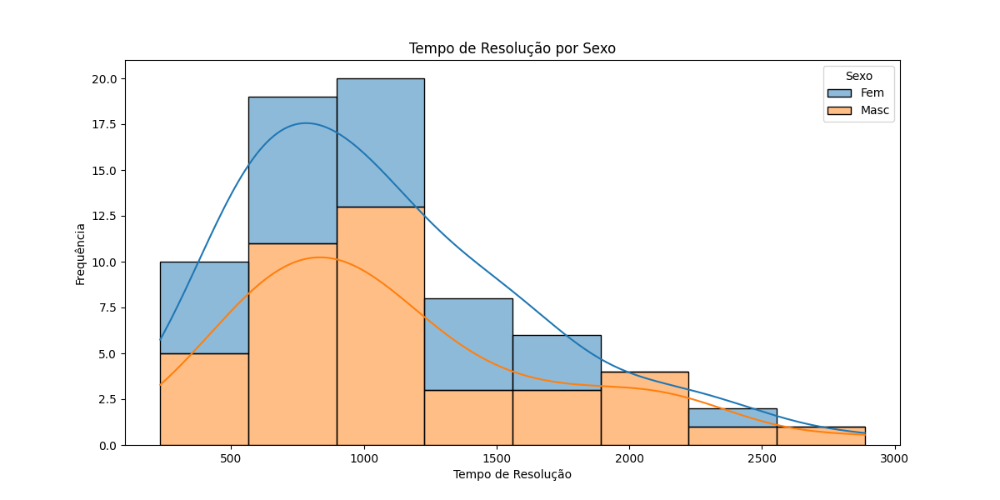 Tempo de Resolução por Sexo
Sexo
Fem
Masc
Frequência
20.0
17.5
15.0
12.5
10.0
7.5
5.0
2.5
0.0
500 1000 1500 2000 2500 3000
Tempo de Resolução